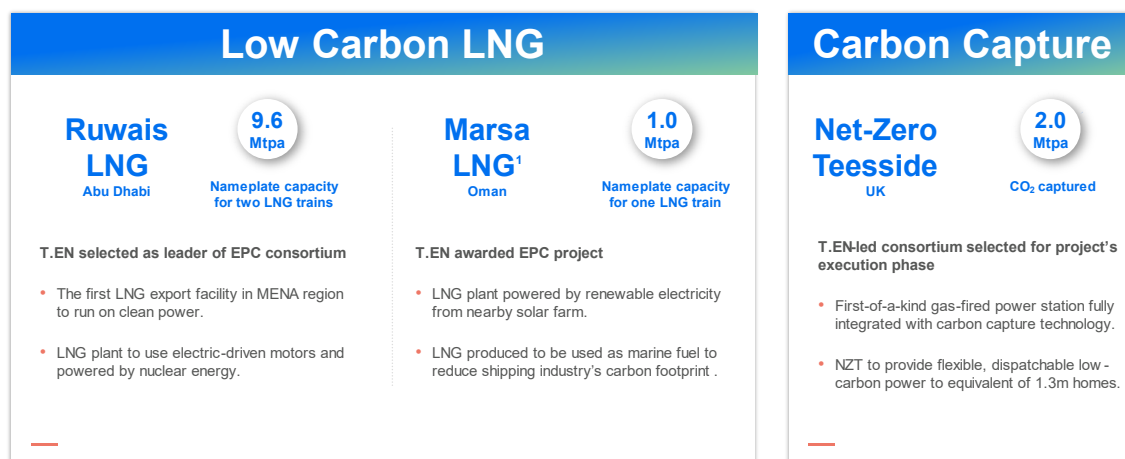 Low Carbon LNG
Ruwais
LNG
Abu Dhabi
9.6
Mtpa
Nameplate capacity
for two LNG trains
T.EN selected as leader of EPC consortium
• The first LNG export facility in MENA region
to run on clean power.
• LNG plant to use electric-driven motors and
powered by nuclear energy.
Marsa
LNG¹
Oman
1.0
Mtpa
Nameplate capacity
for one LNG train
T.EN awarded EPC project
• LNG plant powered by renewable electricity
from nearby solar farm.
• LNG produced to be used as marine fuel to
reduce shipping industry's carbon footprint .
Carbon Capture
Net-Zero
Teesside
UK
2.0
Mtpa
CO₂ captured
T.EN-led consortium selected for project's
execution phase
• First-of-a-kind gas-fired power station fully
integrated with carbon capture technology.
• NZT to provide flexible, dispatchable low-
carbon power to equivalent of 1.3m homes.